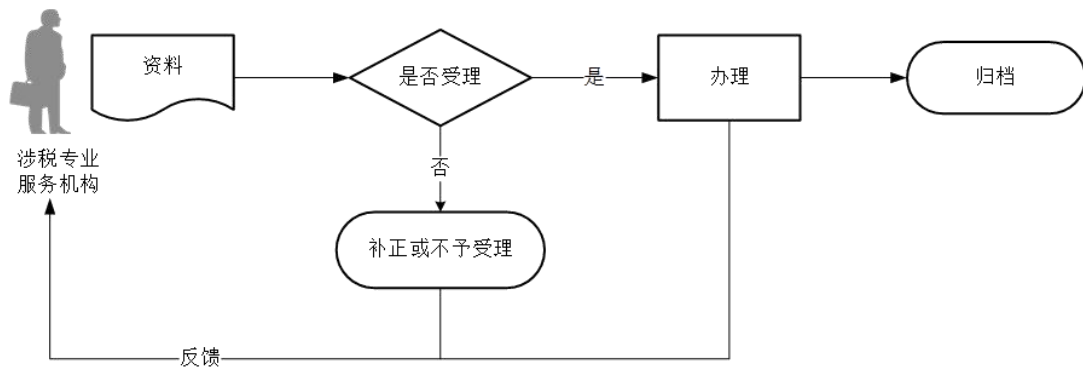 资料
是否受理
是
办理
归档
涉税专业
服务机构
否
补正或不予受理
反馈